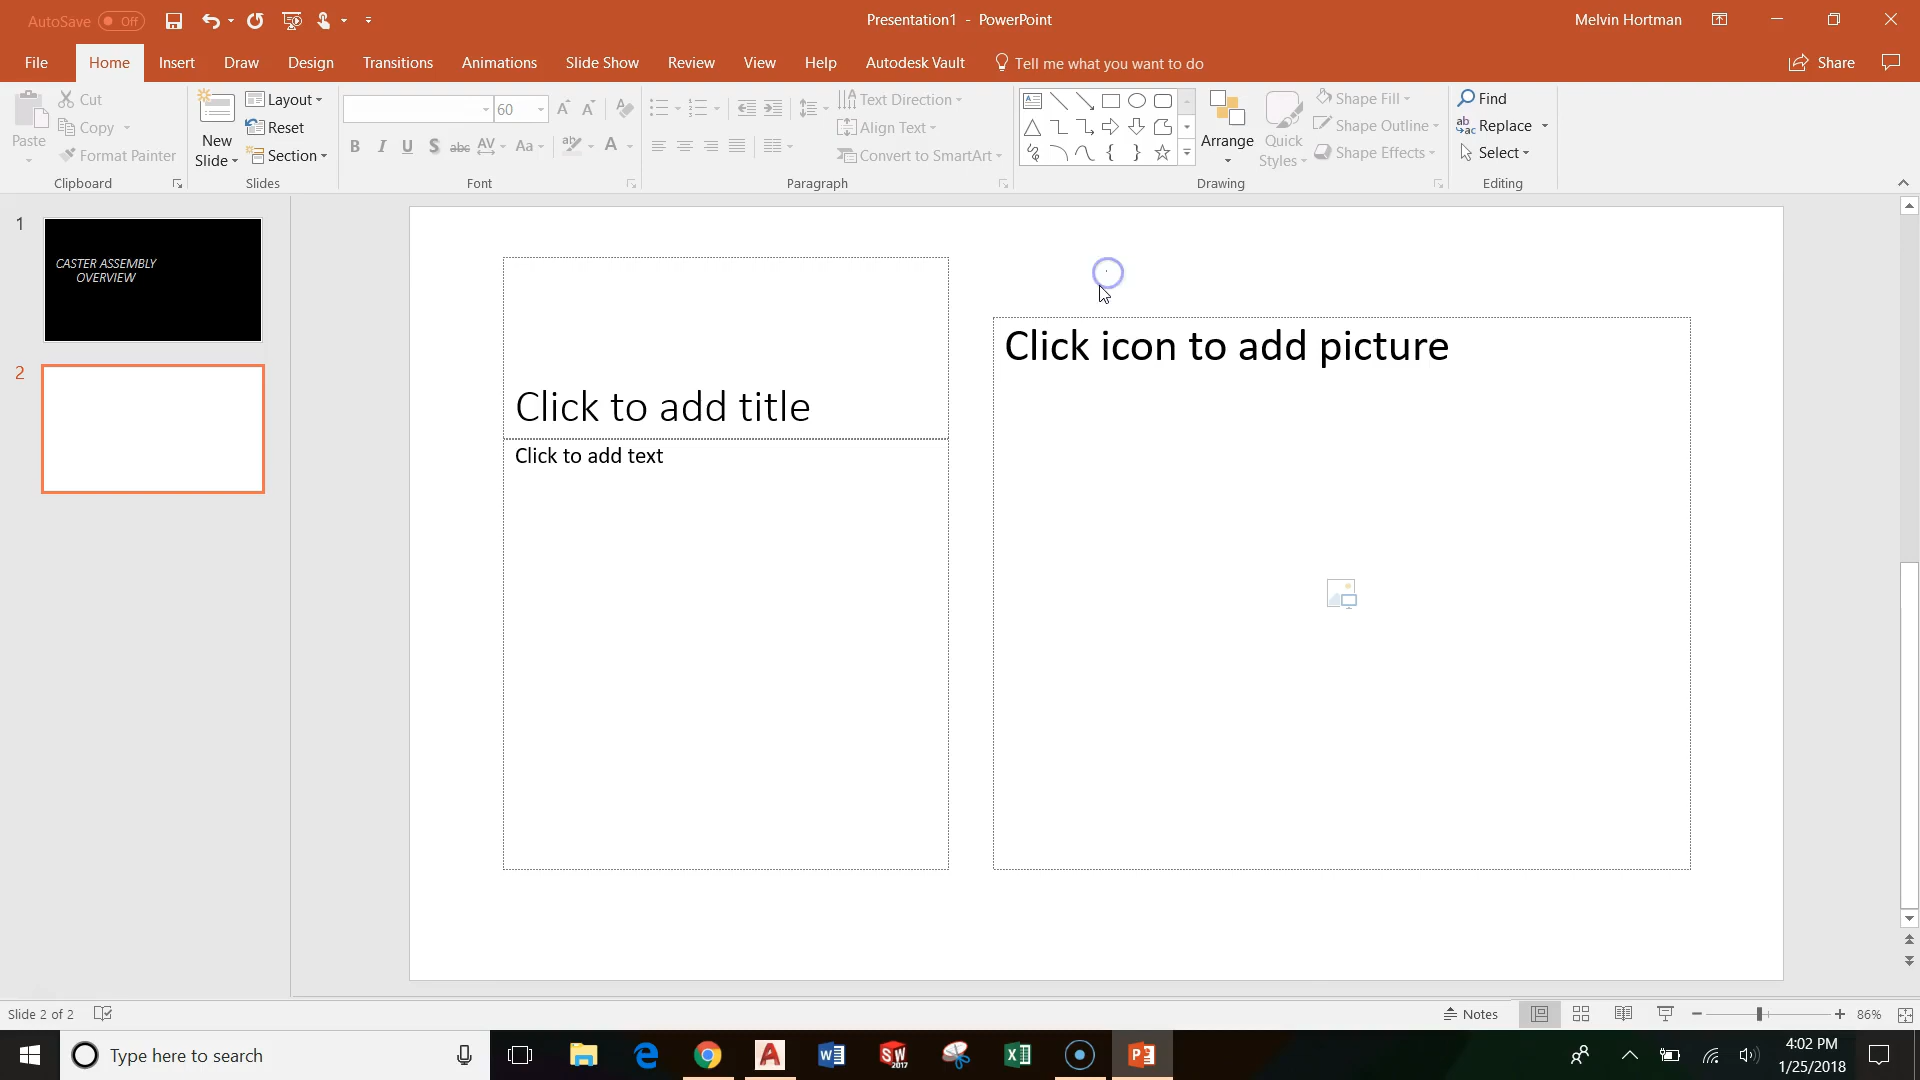 AutoSave Off
Presentation1 - PowerPoint
Melvin Hortman
File Home Insert Draw Design Transitions Animations Slide Show Review View Help Autodesk Vault Tell me what you want to do
Share
Paste
Cut
Copy
Format Painter
Clipboard
New
Slide
Layout
Reset
Section
Slides
60
B I U S abc AV Aa A
Font
Text Direction
Align Text
Convert to SmartArt
Paragraph
Arrange
Quick
Styles
Shape Fill
Shape Outline
Shape Effects
Drawing
Find
Replace
Select
Editing
1
CASTER ASSEMBLY
OVERVIEW
2
Click to add title
Click to add text
Click icon to add picture
Slide 2 of 2
Notes
86%
Type here to search
SW
2017
4:02 PM
1/25/2018